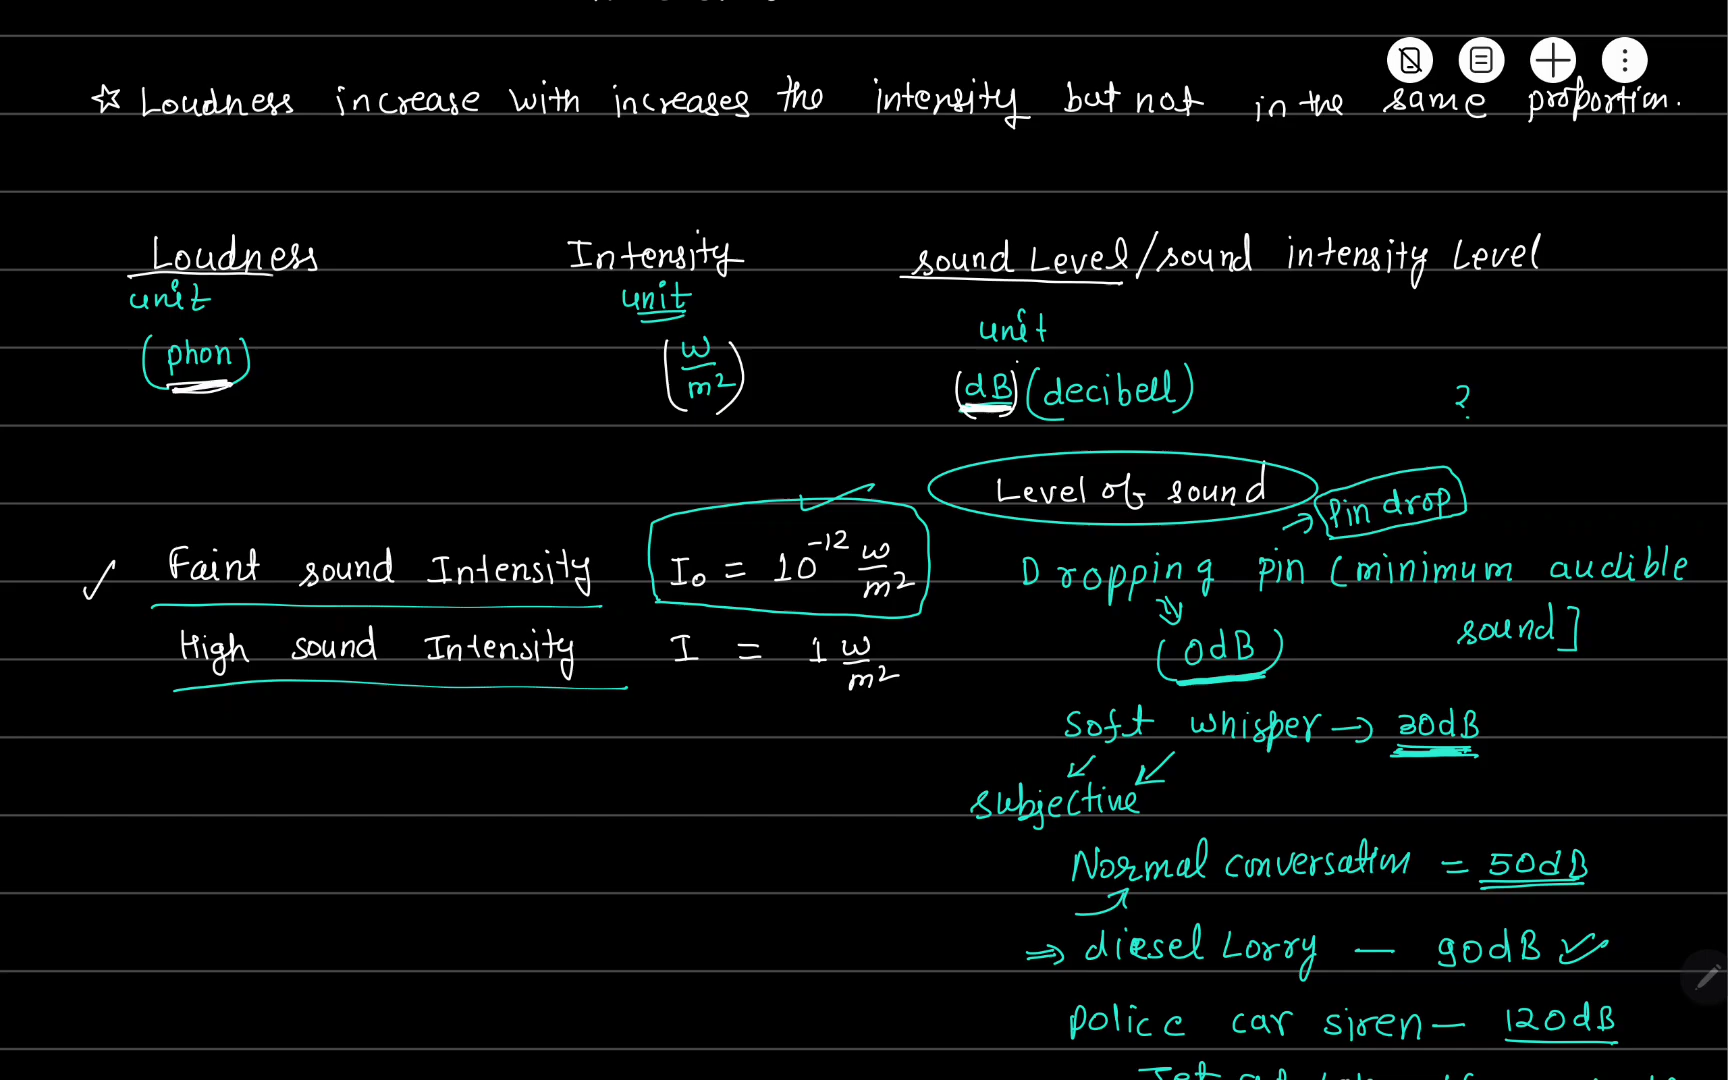 ☆ Loudness increase with increases the intensity but not in the same proportion.
Loudness Intensity sound Level/sound intensity Level
unit unit unit
(phon) (w/m²) (dB) (decibell) ?
Level of sound
→ Pin drop
✓ Faint sound Intensity I₀ = 10⁻¹² w/m² Dropping pin (minimum audible sound]
High sound Intensity I = 1 w/m² (0dB)
soft whisper → 30dB
subjective
Normal conversation = 50dB
⇒ diesel Lorry — 90dB ✓
police car siren — 120dB